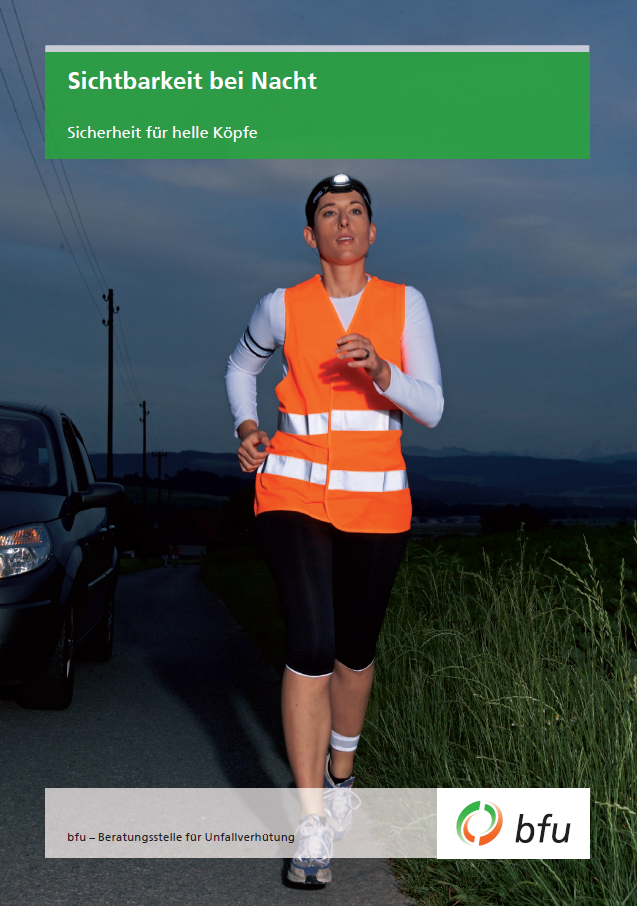 Sichtbarkeit bei Nacht
Sicherheit für helle Köpfe
bfu – Beratungsstelle für Unfallverhütung
bfu